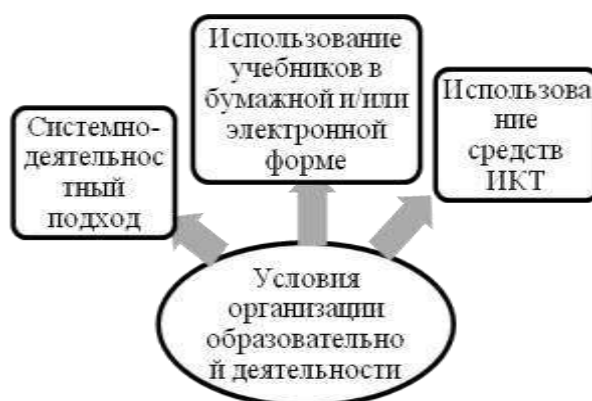 Системно-
деятельнос
тный
подход
Использование
учебников в
бумажной и/или
электронной
форме
Использова
ние
средств
ИКТ
Условия
организации
образовательно
й деятельности